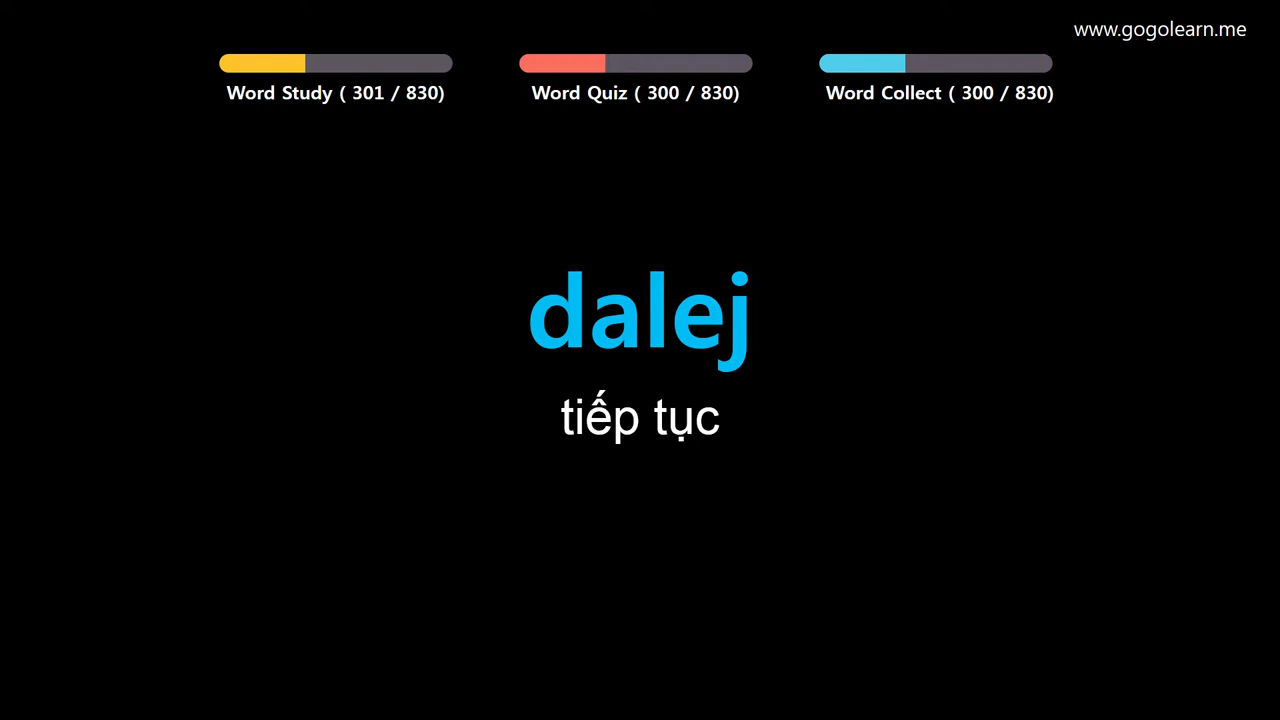 www.gogolearn.me
Word Study ( 301 / 830)
Word Quiz ( 300 / 830)
Word Collect ( 300 / 830)
dalej
tiếp tục